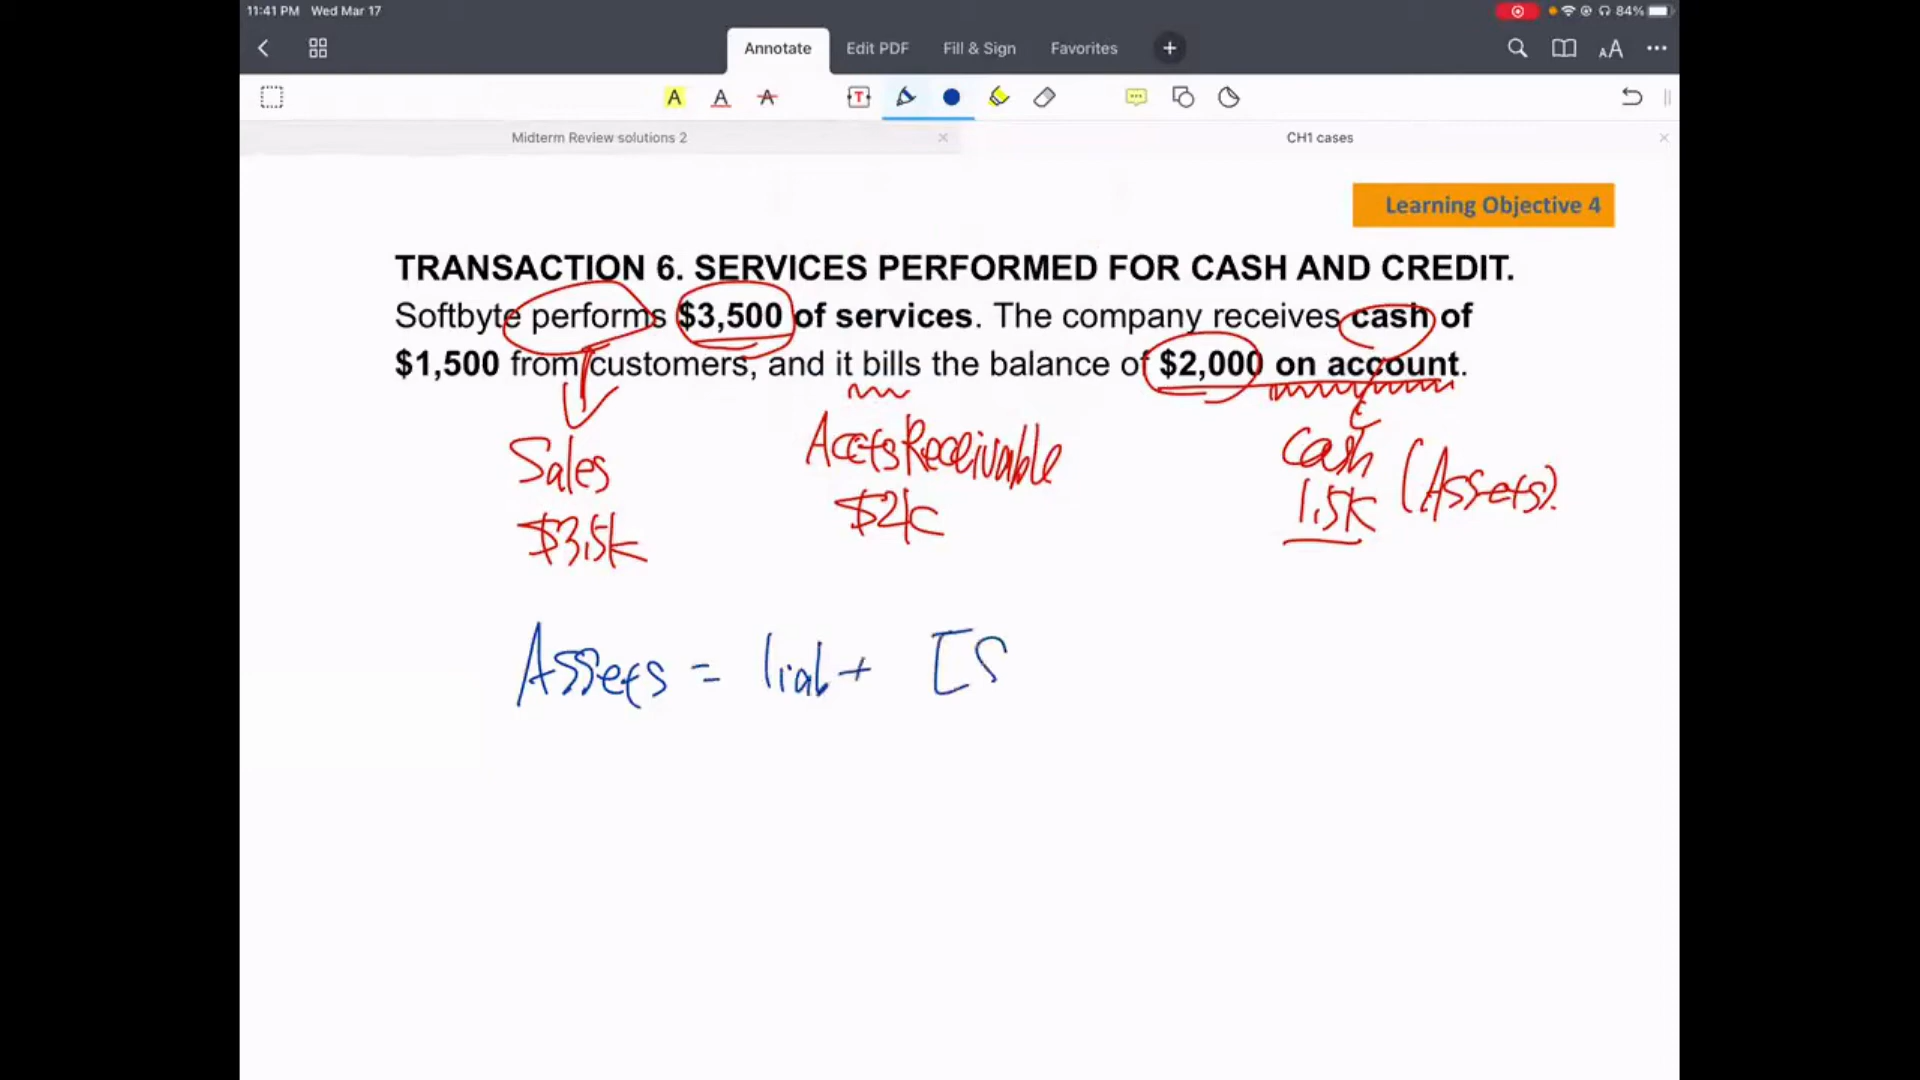 11:41 PM Wed Mar 17 84%
Annotate Edit PDF Fill & Sign Favorites
Midterm Review solutions 2 CH1 cases
Learning Objective 4
TRANSACTION 6. SERVICES PERFORMED FOR CASH AND CREDIT.
Softbyte performs $3,500 of services. The company receives cash of
$1,500 from customers, and it bills the balance of $2,000 on account.
Sales Accts Receivable Cash (Assets).
$3.5k $2k 1.5k
Assets = liab + [S